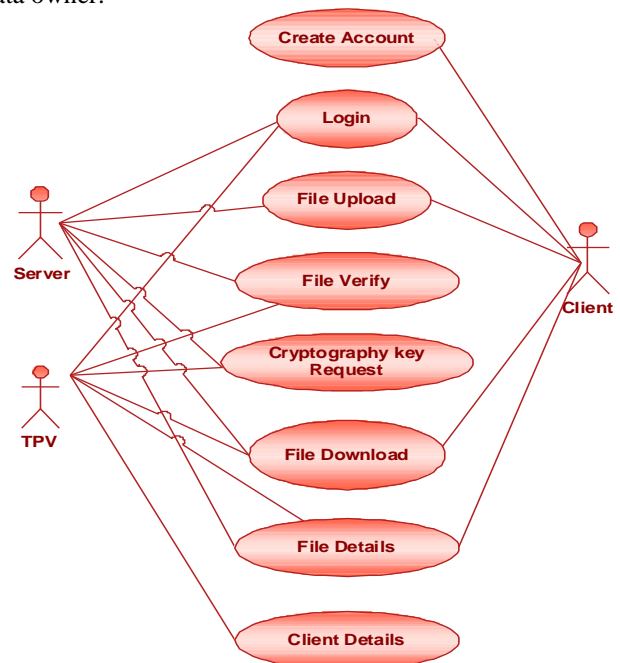 Create Account
Login
File Upload
Server
File Verify
Client
Cryptography key
Request
TPV
File Download
File Details
Client Details